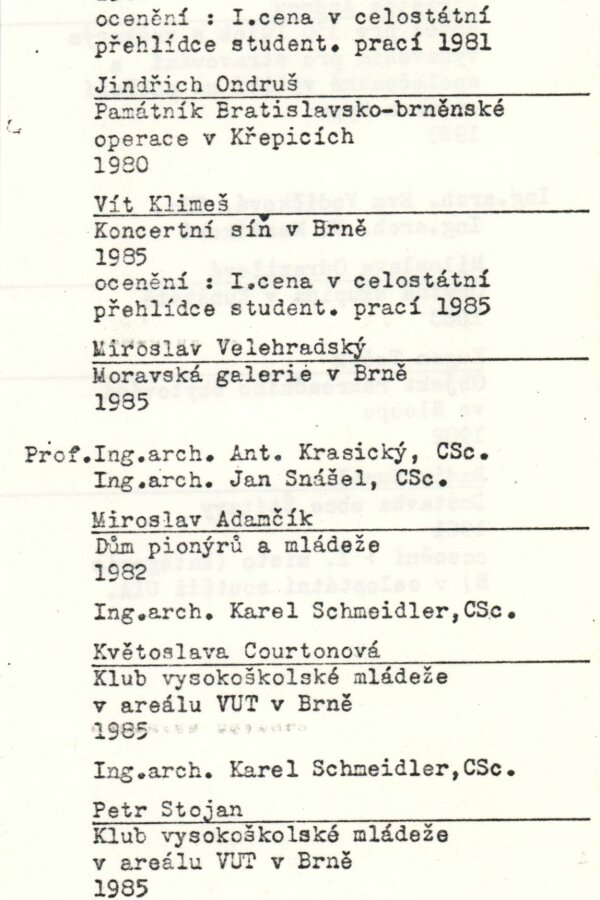 ocenění : I.cena v celostátní
přehlídce student. prací 1981
Jindřich Ondruš
Památník Bratislavsko-brněnské
operace v Křepicích
1980
Vít Klimeš
Koncertní síň v Brně
1985
ocenění : I.cena v celostátní
přehlídce student. prací 1985
Miroslav Velehradský
Moravská galerie v Brně
1985
Prof.Ing.arch. Ant. Krasický, CSc.
Ing.arch. Jan Snášel, CSc.
Miroslav Adamčík
Dům pionýrů a mládeže
1982
Ing.arch. Karel Schmeidler,CSc.
Květoslava Courtonová
Klub vysokoškolské mládeže
v areálu VUT v Brně
1985
Ing.arch. Karel Schmeidler,CSc.
Petr Stojan
Klub vysokoškolské mládeže
v areálu VUT v Brně
1985